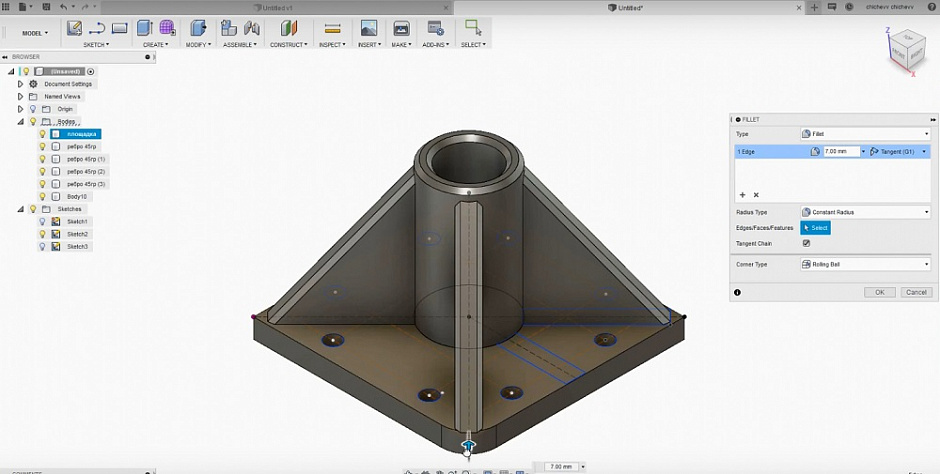 Untitled v1
Untitled*
chichevv chichevv
MODEL
SKETCH
CREATE
MODIFY
ASSEMBLE
CONSTRUCT
INSPECT
INSERT
MAKE
ADD-INS
SELECT
BROWSER
(Unsaved)
Document Settings
Named Views
Origin
Bodies
площадка
ребро 45гр
ребро 45гр (1)
ребро 45гр (2)
ребро 45гр (3)
Body10
Sketches
Sketch1
Sketch2
Sketch3
FILLET
Type Fillet
1 Edge 7.00 mm Tangent (G1)
Radius Type Constant Radius
Edges/Faces/Features Select
Tangent Chain
Corner Type Rolling Ball
OK Cancel
Z
X
7.00 mm
COMMENTS